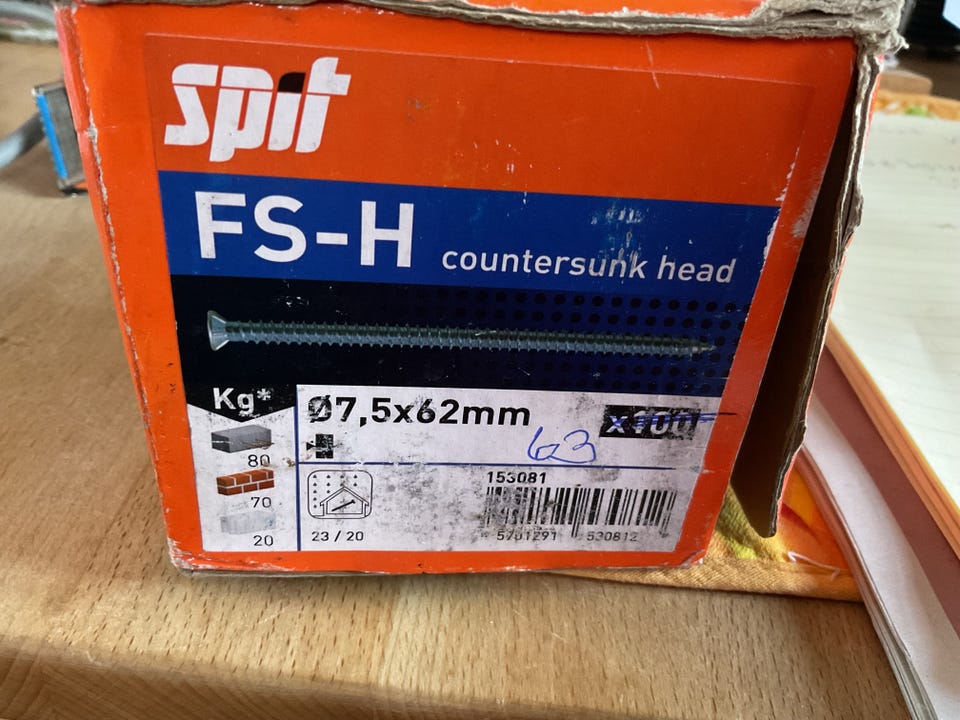 spit
FS-H countersunk head
Kg*
Ø7,5x62mm
x100
63
80
70
20
23 / 20
153081
5701291 530812